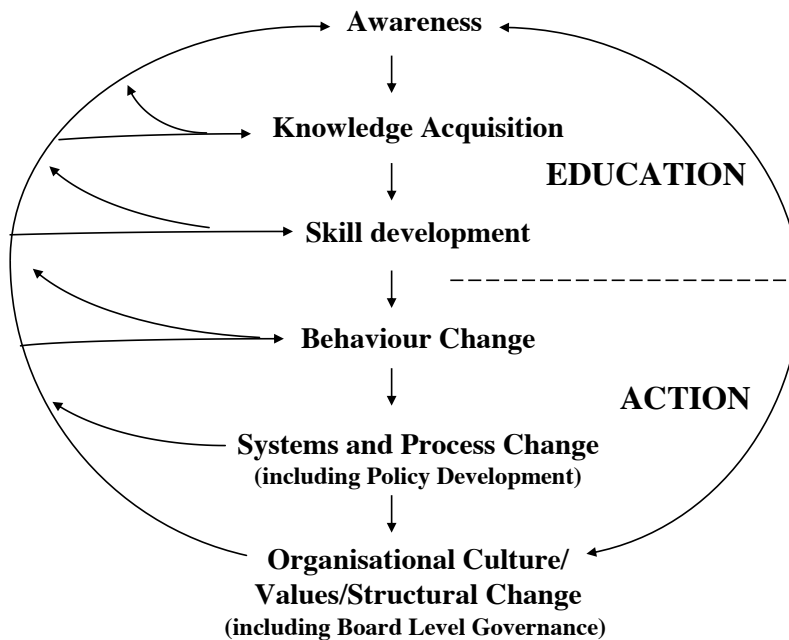 Awareness
Knowledge Acquisition
EDUCATION
Skill development
Behaviour Change
ACTION
Systems and Process Change
(including Policy Development)
Organisational Culture/
Values/Structural Change
(including Board Level Governance)